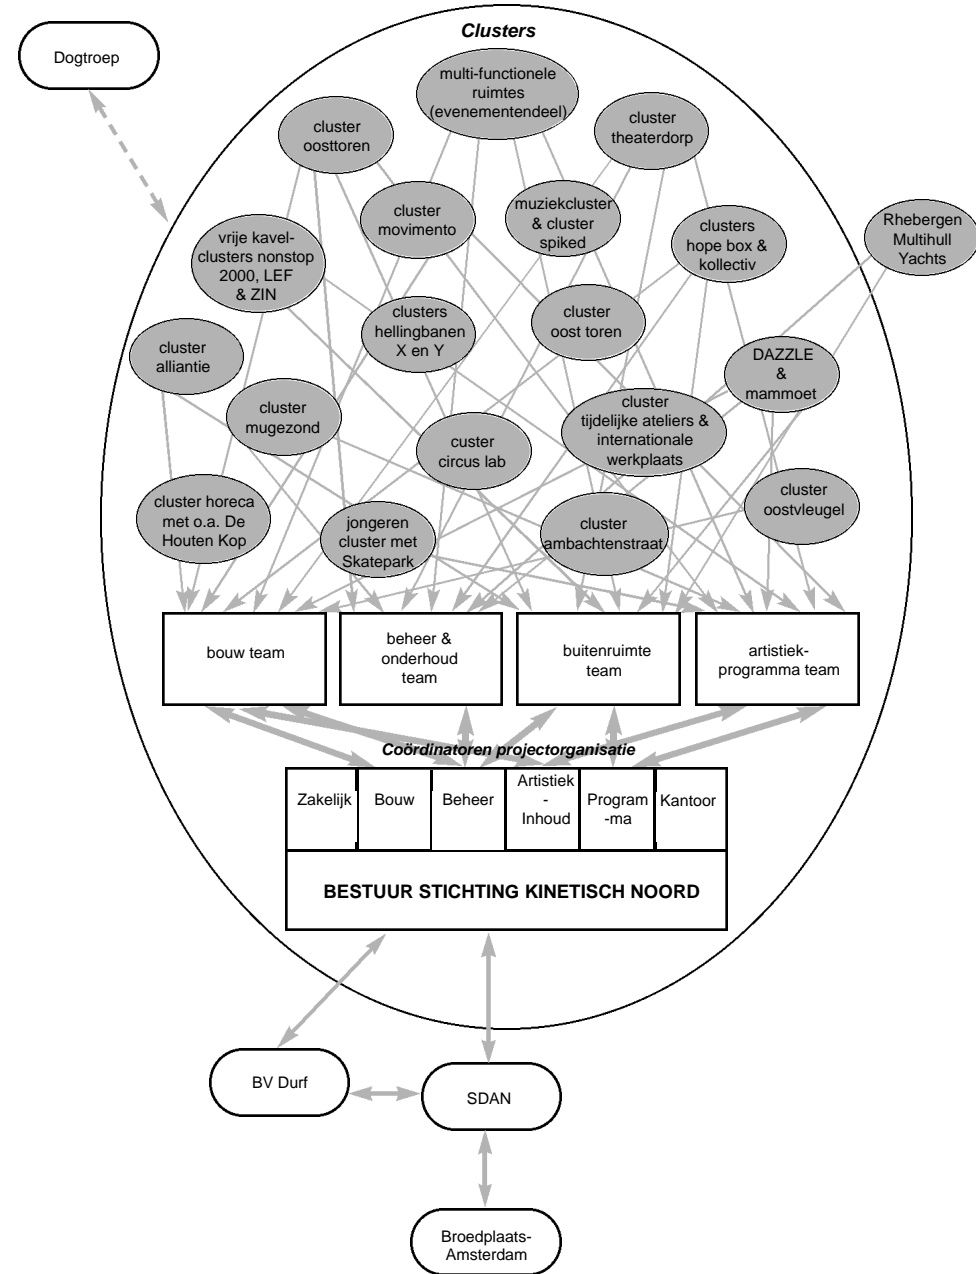 Clusters
Dogtroep
multi-functionele
ruimtes
(evenementendeel)
cluster
oosttoren
cluster
theaterdorp
cluster
movimento
muziekcluster
& cluster
spiked
clusters
hope box &
kollectiv
Rhebergen
Multihull
Yachts
vrije kavel-
clusters nonstop
2000, LEF
& ZIN
clusters
hellingbanen
X en Y
cluster
oost toren
cluster
alliantie
DAZZLE
&
mammoet
cluster
mugezond
custer
circus lab
cluster
tijdelijke ateliers &
internationale
werkplaats
cluster horeca
met o.a. De
Houten Kop
jongeren
cluster met
Skatepark
cluster
ambachtenstraat
cluster
oostvleugel
bouw team
beheer &
onderhoud
team
buitenruimte
team
artistiek-
programma team
Coördinatoren projectorganisatie
Zakelijk
Bouw
Beheer
Artistiek
-
Inhoud
Program
-ma
Kantoor
BESTUUR STICHTING KINETISCH NOORD
BV Durf
SDAN
Broedplaats-
Amsterdam